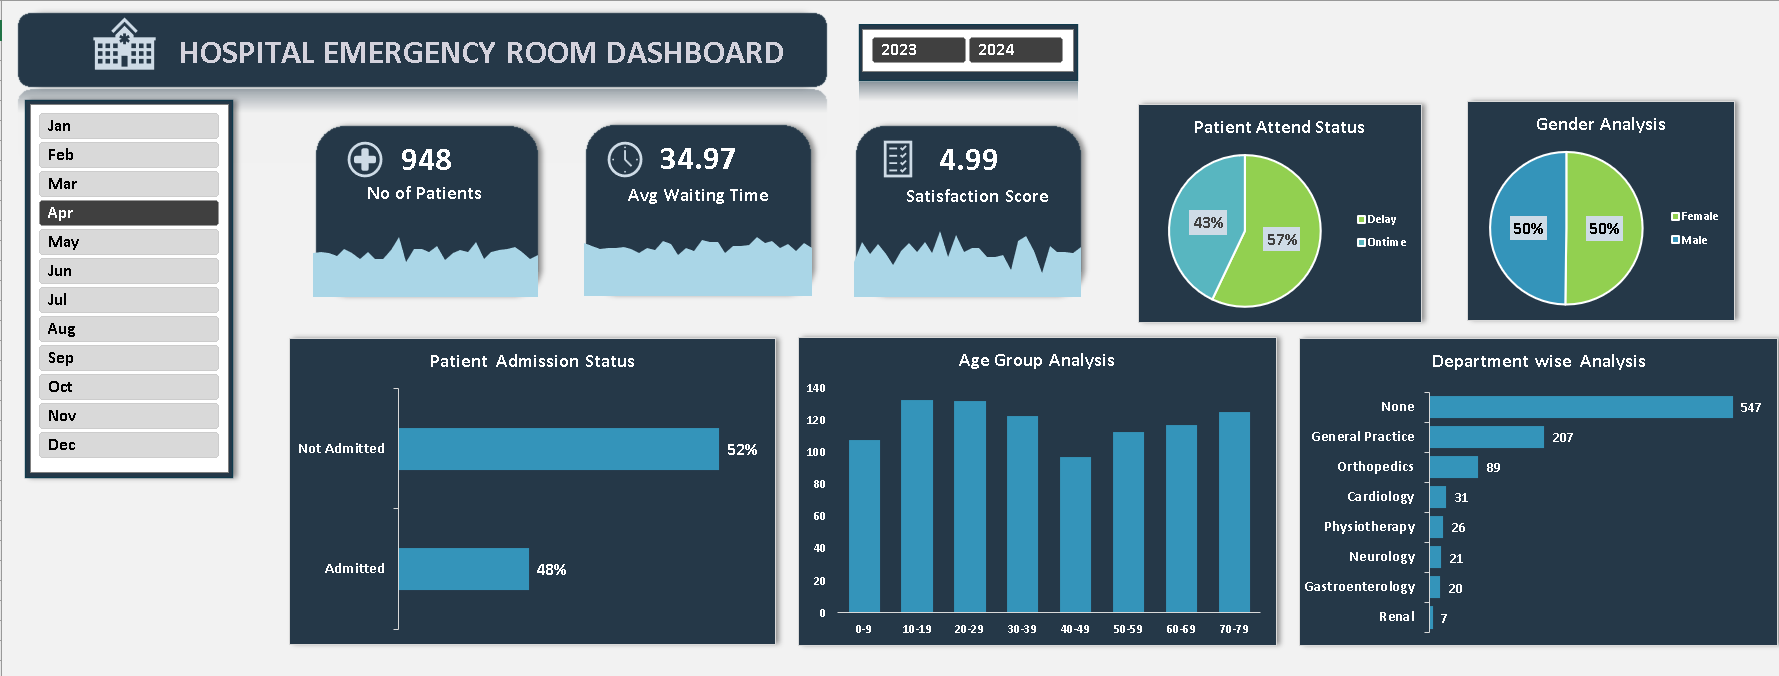 HOSPITAL EMERGENCY ROOM DASHBOARD
2023
2024
Jan
Feb
Mar
Apr
May
Jun
Jul
Aug
Sep
Oct
Nov
Dec
948
No of Patients
34.97
Avg Waiting Time
4.99
Satisfaction Score
Patient Attend Status
43%
57%
Delay
Ontime
Gender Analysis
50%
50%
Female
Male
Patient Admission Status
Not Admitted
52%
Admitted
48%
Age Group Analysis
140
120
100
80
60
40
20
0
0-9
10-19
20-29
30-39
40-49
50-59
60-69
70-79
Department wise Analysis
None
547
General Practice
207
Orthopedics
89
Cardiology
31
Physiotherapy
26
Neurology
21
Gastroenterology
20
Renal
7